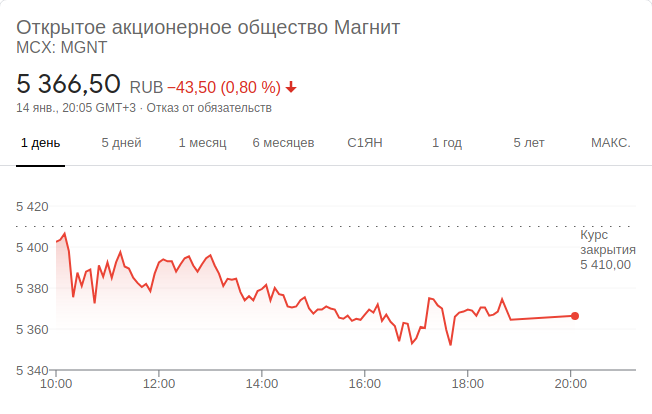 Открытое акционерное общество Магнит
MCX: MGNT
5 366,50 RUB −43,50 (0,80 %)
14 янв., 20:05 GMT+3 · Отказ от обязательств
1 день 5 дней 1 месяц 6 месяцев С1ЯН 1 год 5 лет МАКС.
5 420
Курс
закрытия
5 410,00
5 400
5 380
5 360
5 340
10:00 12:00 14:00 16:00 18:00 20:00